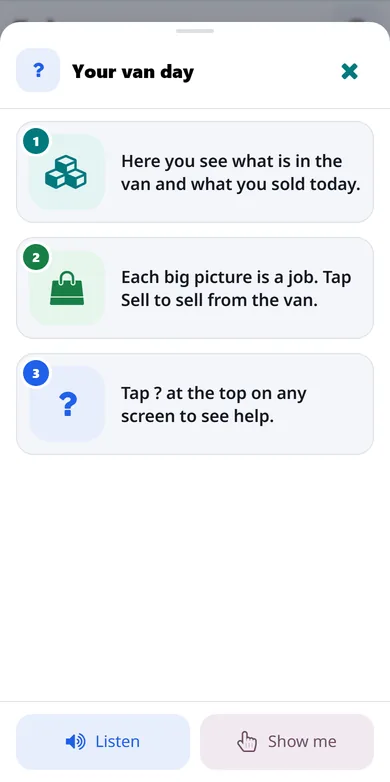 ?
Your van day
1
Here you see what is in the
van and what you sold today.
2
Each big picture is a job. Tap
Sell to sell from the van.
3
?
Tap ? at the top on any
screen to see help.
Listen
Show me